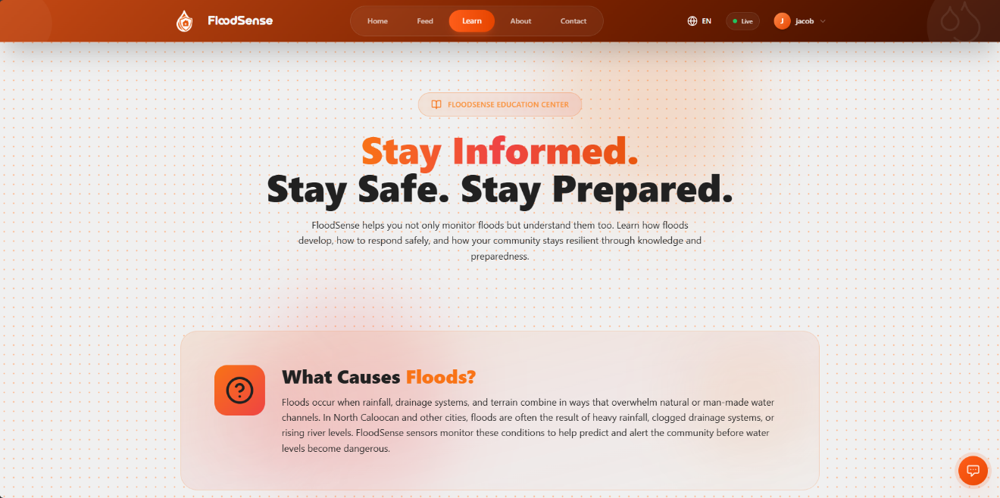 FloodSense
Home
Feed
Learn
About
Contact
EN
Live
J
jacob
FLOODSENSE EDUCATION CENTER
Stay Informed.
Stay Safe. Stay Prepared.
FloodSense helps you not only monitor floods but understand them too. Learn how floods
develop, how to respond safely, and how your community stays resilient through knowledge and
preparedness.
What Causes Floods?
Floods occur when rainfall, drainage systems, and terrain combine in ways that overwhelm natural or man-made water
channels. In North Caloocan and other cities, floods are often the result of heavy rainfall, clogged drainage systems, or
rising river levels. FloodSense sensors monitor these conditions to help predict and alert the community before water
levels become dangerous.